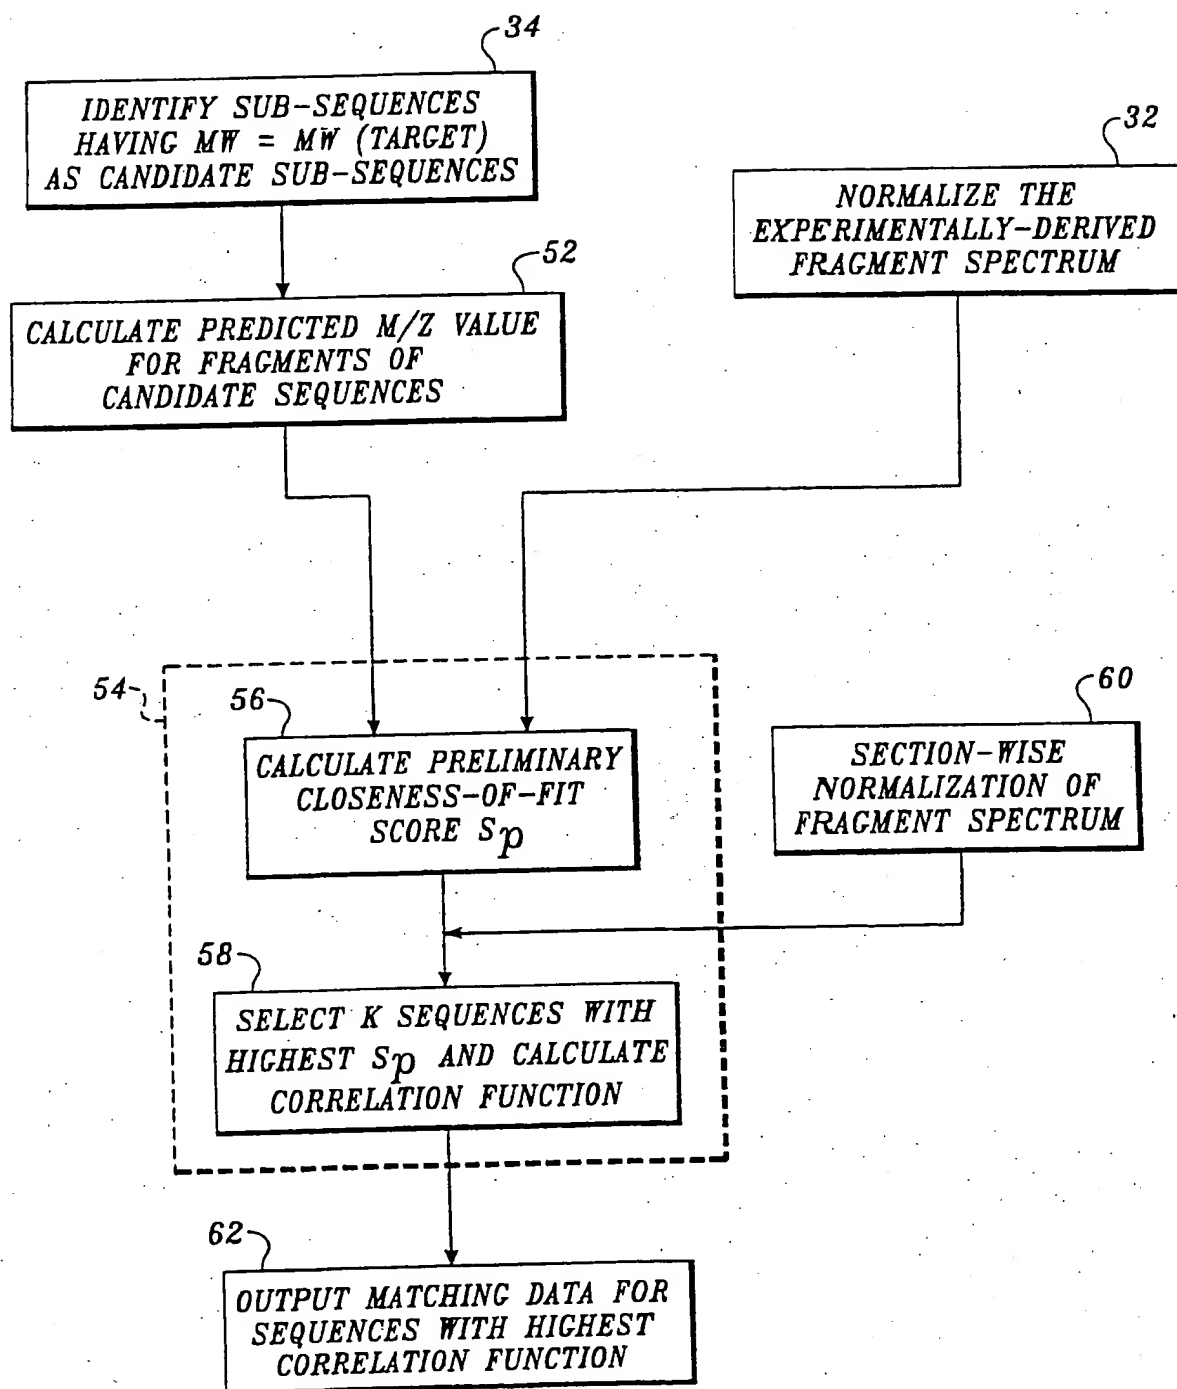 34
IDENTIFY SUB-SEQUENCES
HAVING MW = MW (TARGET)
AS CANDIDATE SUB-SEQUENCES
32
NORMALIZE THE
EXPERIMENTALLY-DERIVED
FRAGMENT SPECTRUM
52
CALCULATE PREDICTED M/Z VALUE
FOR FRAGMENTS OF
CANDIDATE SEQUENCES
54
56
CALCULATE PRELIMINARY
CLOSENESS-OF-FIT
SCORE Sp
60
SECTION-WISE
NORMALIZATION OF
FRAGMENT SPECTRUM
58
SELECT K SEQUENCES WITH
HIGHEST Sp AND CALCULATE
CORRELATION FUNCTION
62
OUTPUT MATCHING DATA FOR
SEQUENCES WITH HIGHEST
CORRELATION FUNCTION